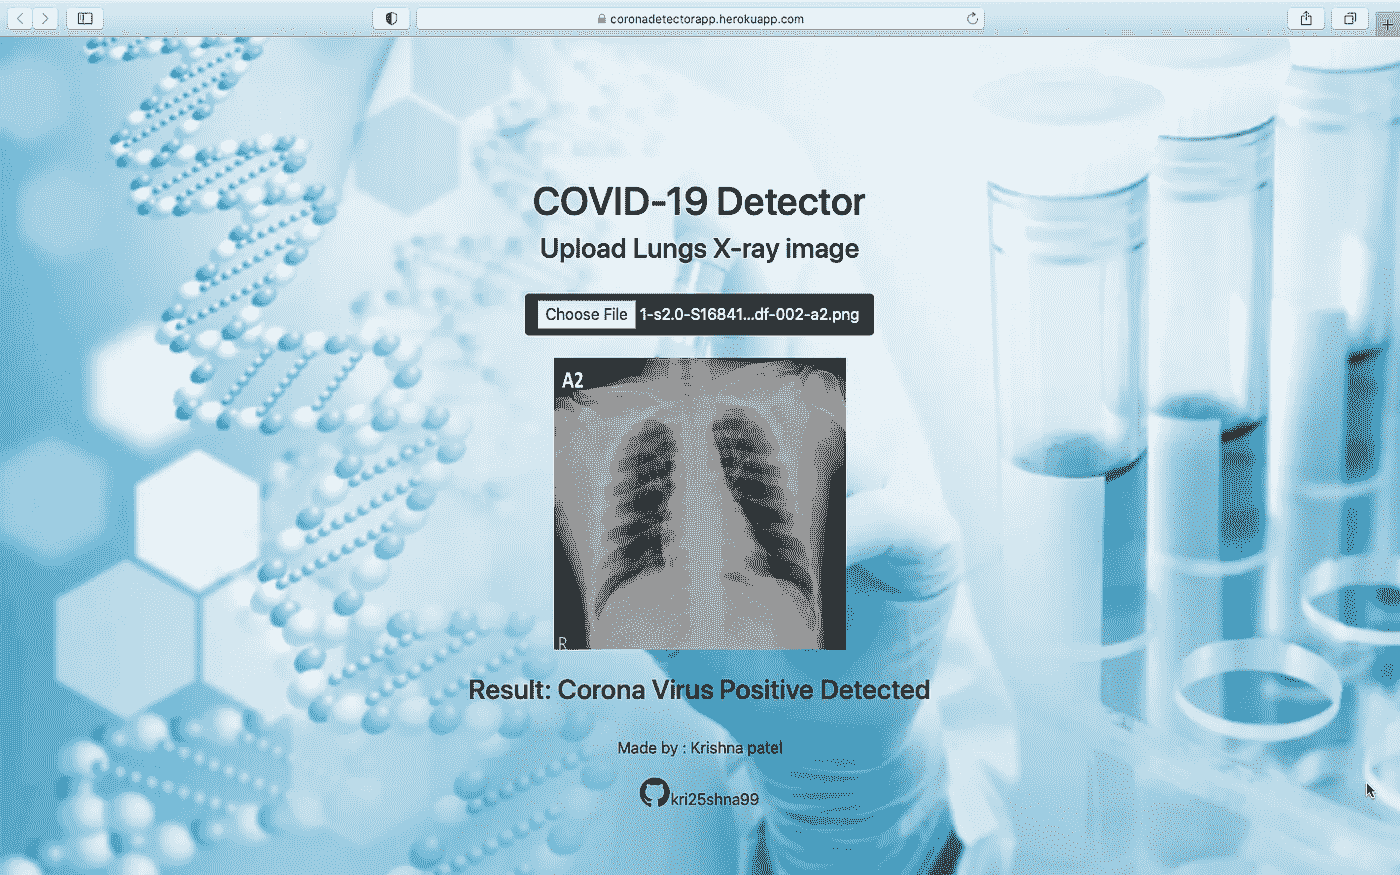 coronadetectorapp.herokuapp.com
COVID-19 Detector
Upload Lungs X-ray image
Choose File 1-s2.0-S16841...df-002-a2.png
A2
R
Result: Corona Virus Positive Detected
Made by : Krishna patel
kri25shna99